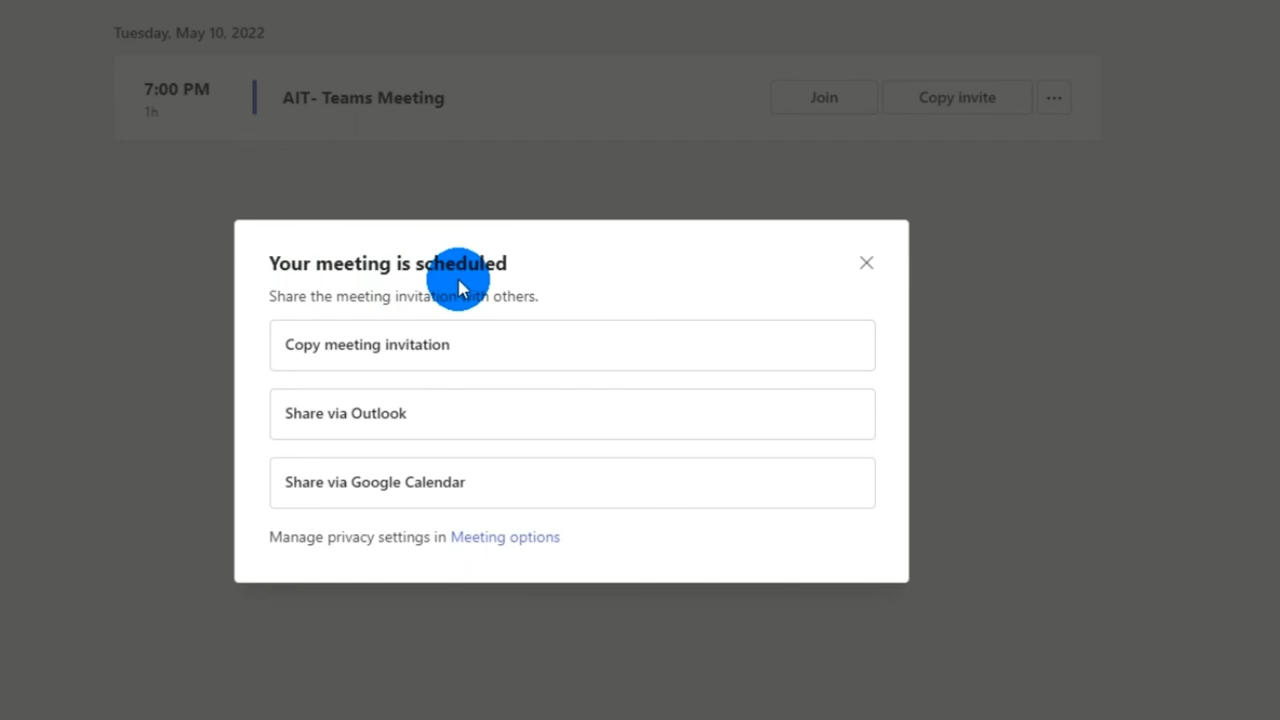 Tuesday, May 10, 2022
7:00 PM
1h
AIT- Teams Meeting
Join
Copy invite
Your meeting is scheduled
Share the meeting invitation with others.
Copy meeting invitation
Share via Outlook
Share via Google Calendar
Manage privacy settings in Meeting options